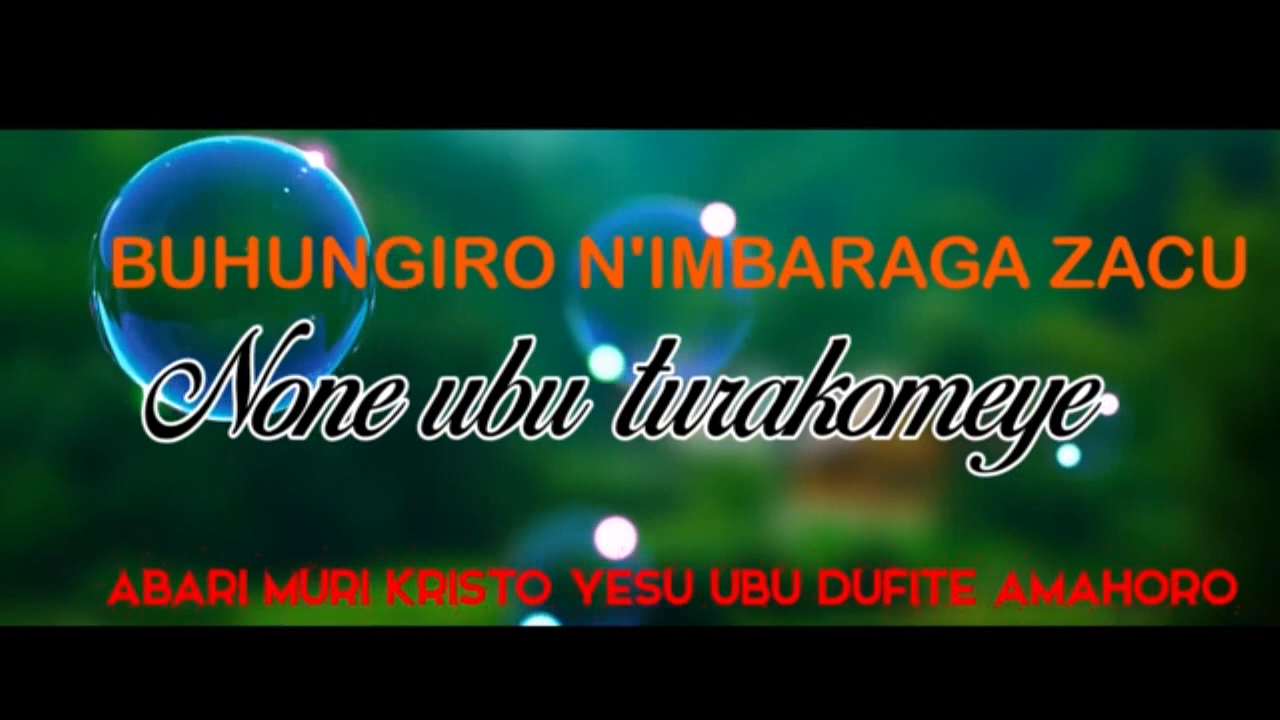 BUHUNGIRO N'IMBARAGA ZACU
None ubu turakomeye
ABARI MURI KRISTO YESU UBU DUFITE AMAHORO